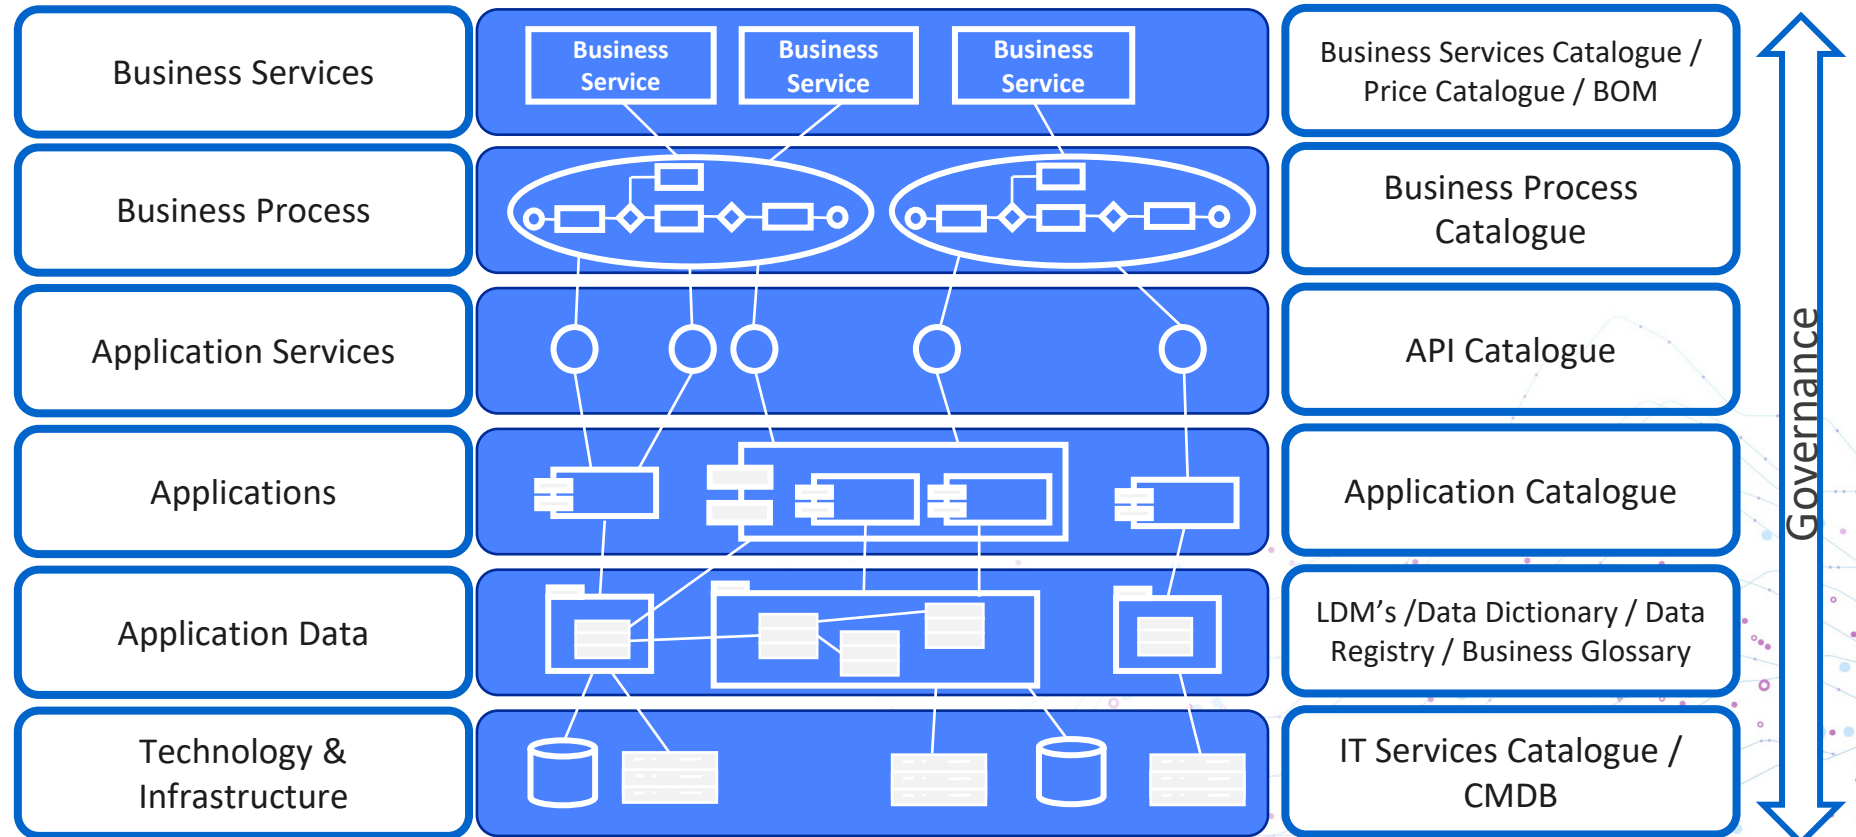 Business Services
Business
Service
Business
Service
Business
Service
Business Services Catalogue /
Price Catalogue / BOM
Business Process
Business Process
Catalogue
Application Services
API Catalogue
Applications
Application Catalogue
Application Data
LDM’s /Data Dictionary / Data
Registry / Business Glossary
Technology &
Infrastructure
IT Services Catalogue /
CMDB
Governance